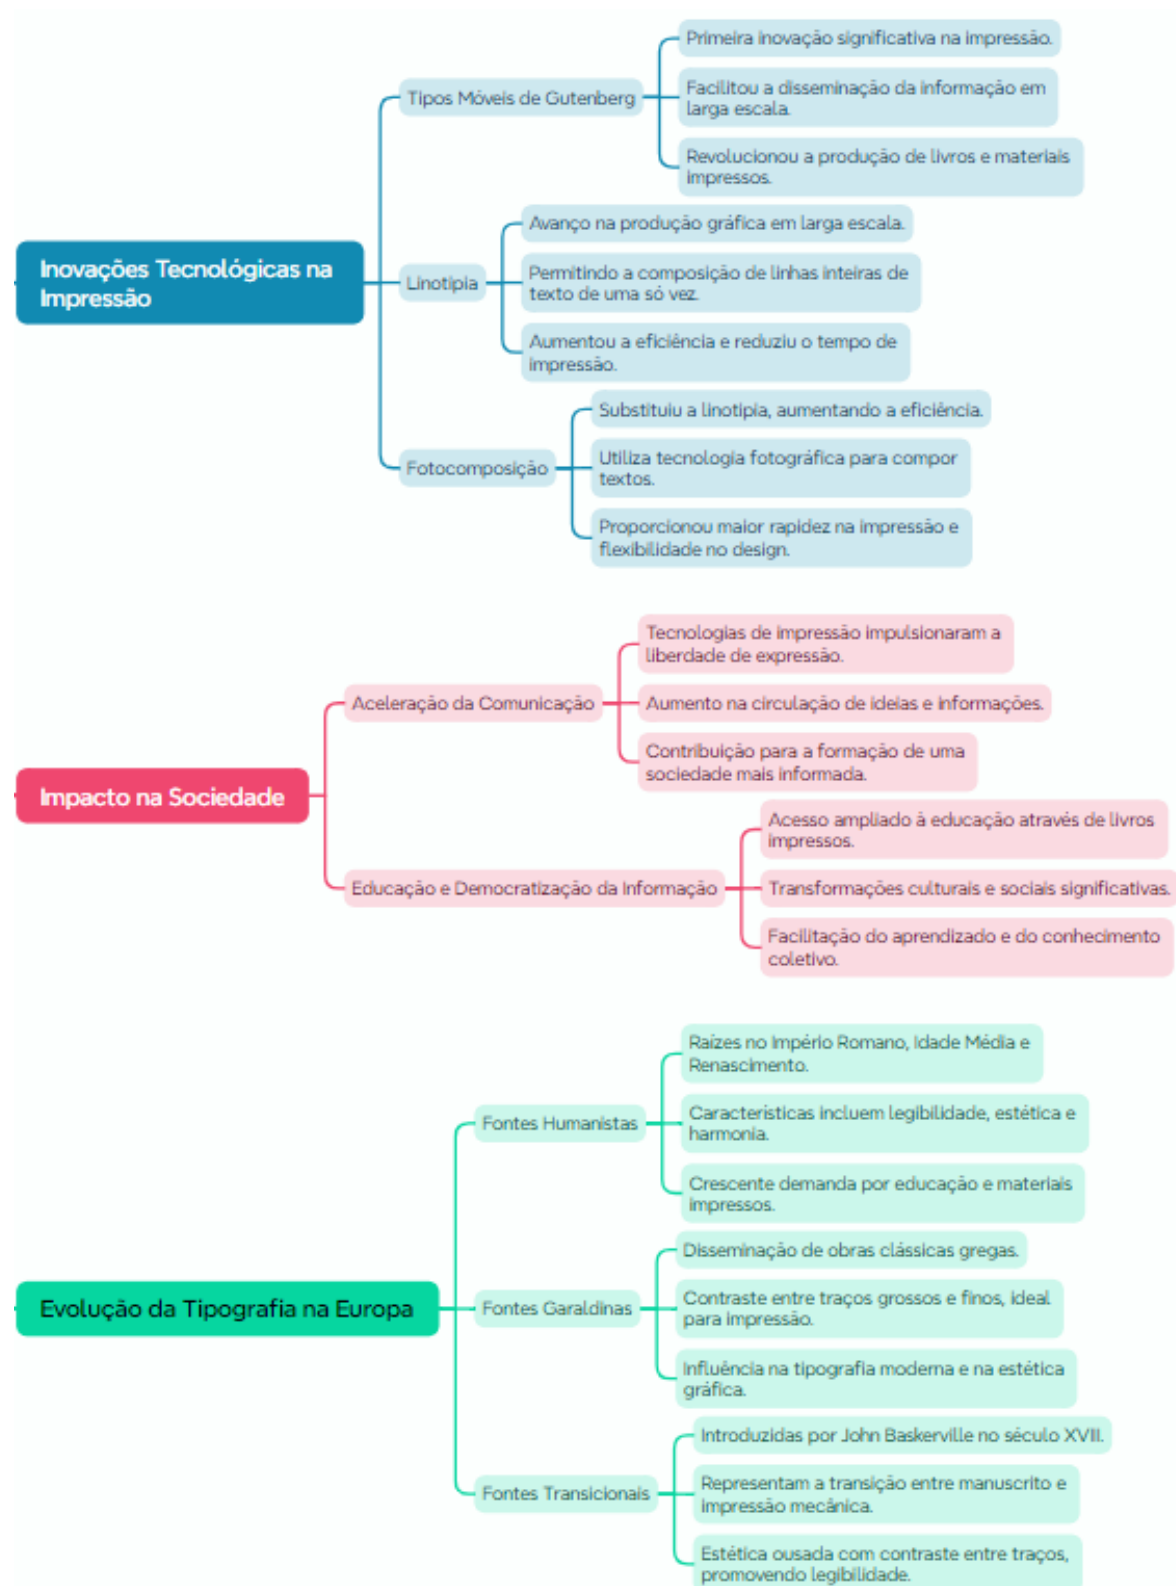 Inovações Tecnológicas na
Impressão
Tipos Móveis de Gutenberg
Primeira inovação significativa na impressão.
Facilitou a disseminação da informação em
larga escala.
Revolucionou a produção de livros e materiais
impressos.
Linotipia
Avanço na produção gráfica em larga escala.
Permitindo a composição de linhas inteiras de
texto de uma só vez.
Aumentou a eficiência e reduziu o tempo de
impressão.
Fotocomposição
Substituiu a linotipia, aumentando a eficiência.
Utiliza tecnologia fotográfica para compor
textos.
Proporcionou maior rapidez na impressão e
flexibilidade no design.
Impacto na Sociedade
Aceleração da Comunicação
Tecnologias de impressão impulsionaram a
liberdade de expressão.
Aumento na circulação de ideias e informações.
Contribuição para a formação de uma
sociedade mais informada.
Educação e Democratização da Informação
Acesso ampliado à educação através de livros
impressos.
Transformações culturais e sociais significativas.
Facilitação do aprendizado e do conhecimento
coletivo.
Evolução da Tipografia na Europa
Fontes Humanistas
Raízes no Império Romano, Idade Média e
Renascimento.
Características incluem legibilidade, estética e
harmonia.
Crescente demanda por educação e materiais
impressos.
Fontes Garaldinas
Disseminação de obras clássicas gregas.
Contraste entre traços grossos e finos, ideal
para impressão.
Influência na tipografia moderna e na estética
gráfica.
Fontes Transicionais
Introduzidas por John Baskerville no século XVII.
Representam a transição entre manuscrito e
impressão mecânica.
Estética ousada com contraste entre traços,
promovendo legibilidade.